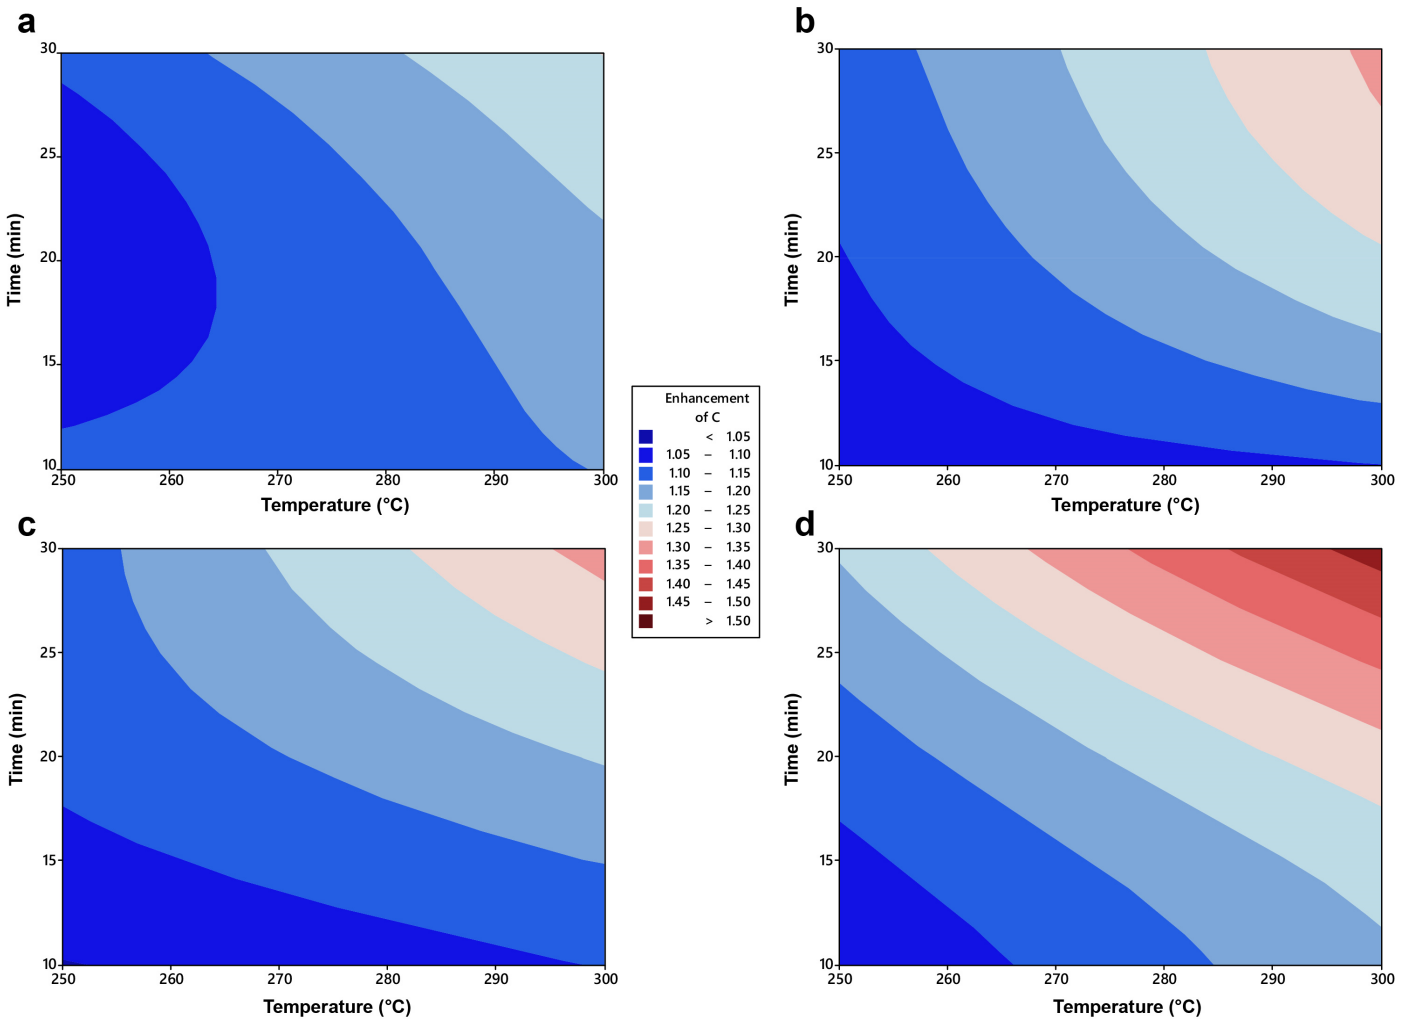 a
30
25
20
15
10
250 260 270 280 290 300
Time (min)
Temperature (°C)
b
30
25
20
15
10
250 260 270 280 290 300
Time (min)
Temperature (°C)
Enhancement
of C
< 1.05
1.05 – 1.10
1.10 – 1.15
1.15 – 1.20
1.20 – 1.25
1.25 – 1.30
1.30 – 1.35
1.35 – 1.40
1.40 – 1.45
1.45 – 1.50
> 1.50
c
30
25
20
15
10
250 260 270 280 290 300
Time (min)
Temperature (°C)
d
30
25
20
15
10
250 260 270 280 290 300
Time (min)
Temperature (°C)